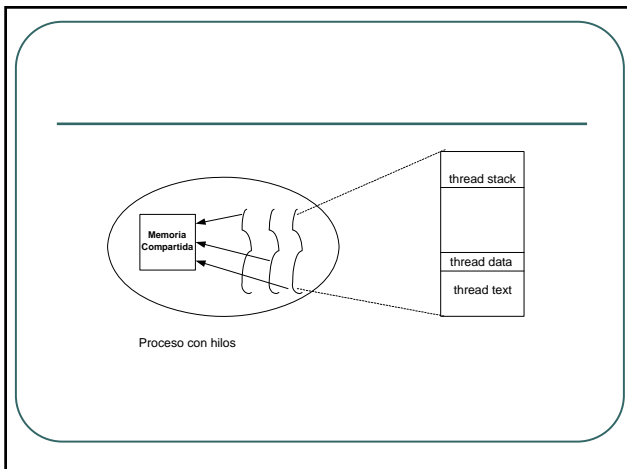 Memoria
Compartida
Proceso con hilos
thread stack
thread data
thread text